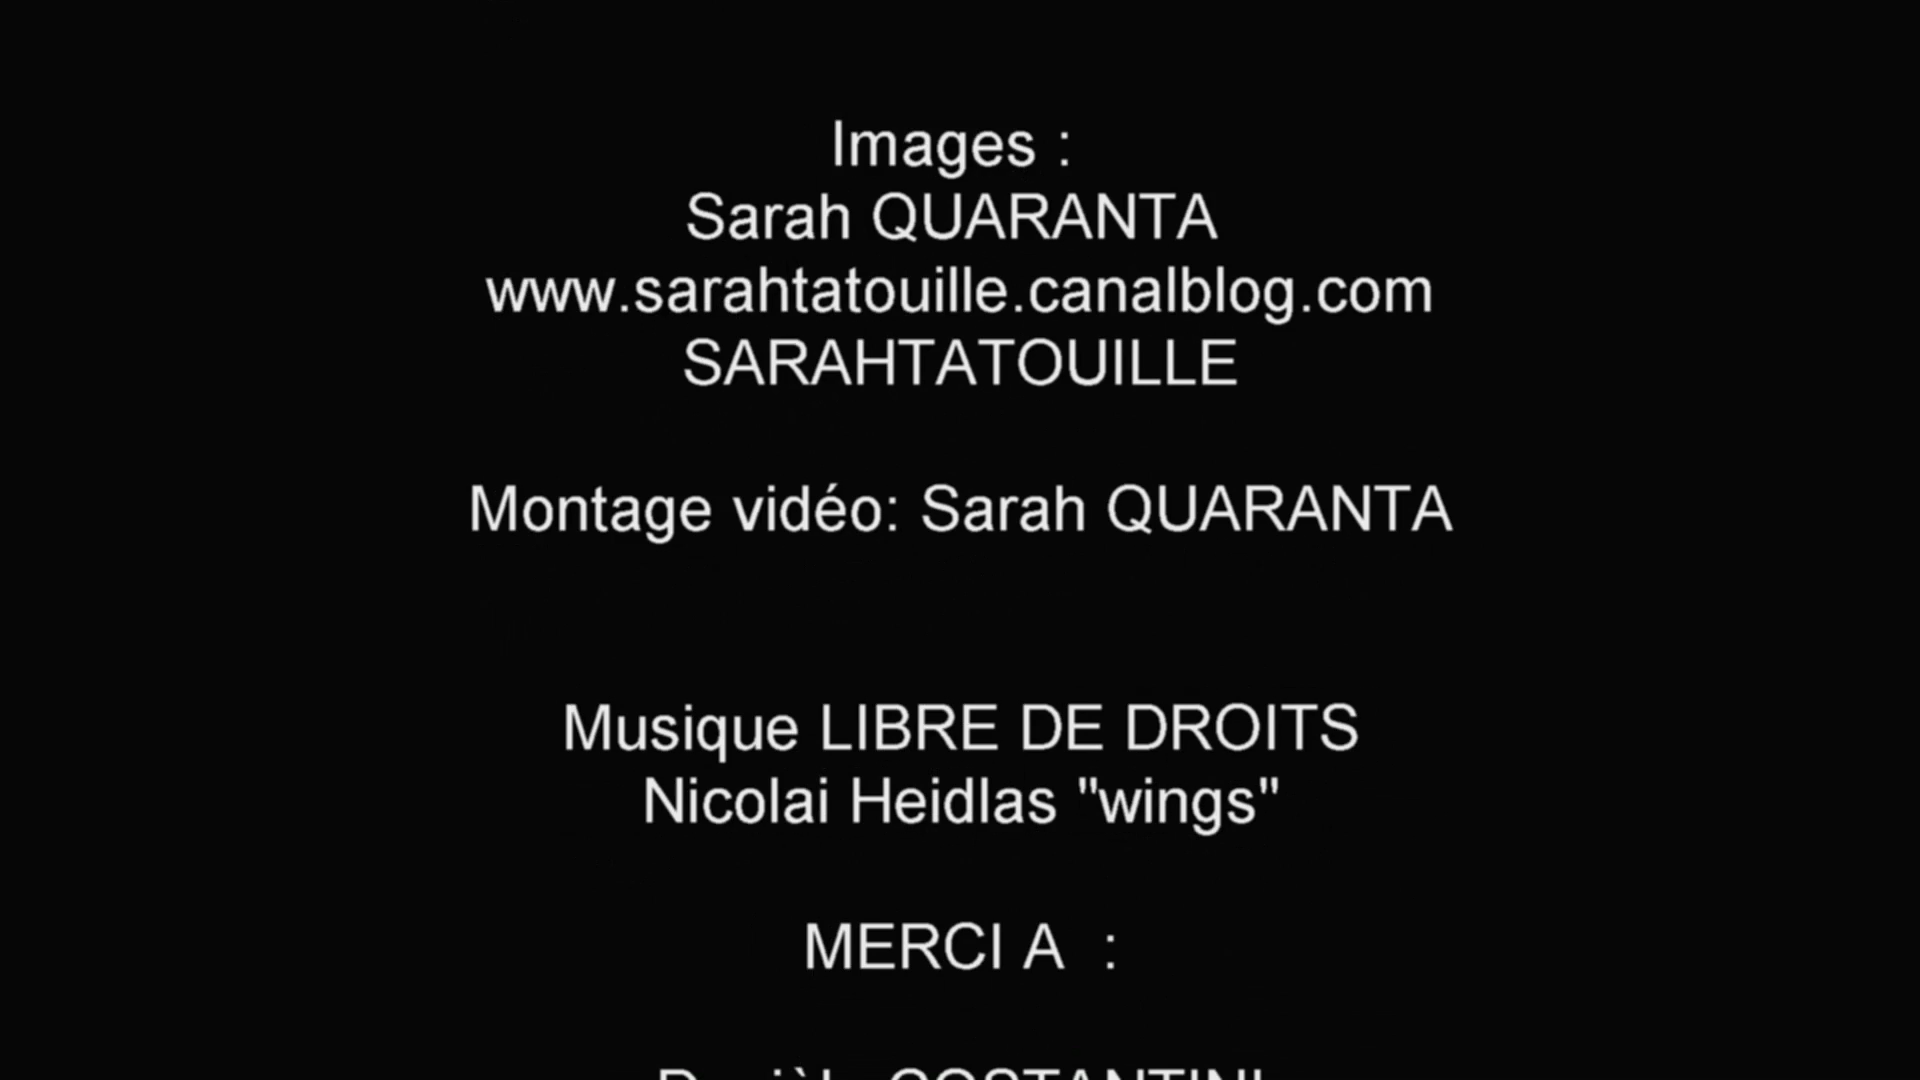 Images :
Sarah QUARANTA
www.sarahtatouille.canalblog.com
SARAHTATOUILLE
Montage vidéo: Sarah QUARANTA
Musique LIBRE DE DROITS
Nicolai Heidlas "wings"
MERCI A :
COSTANTINI